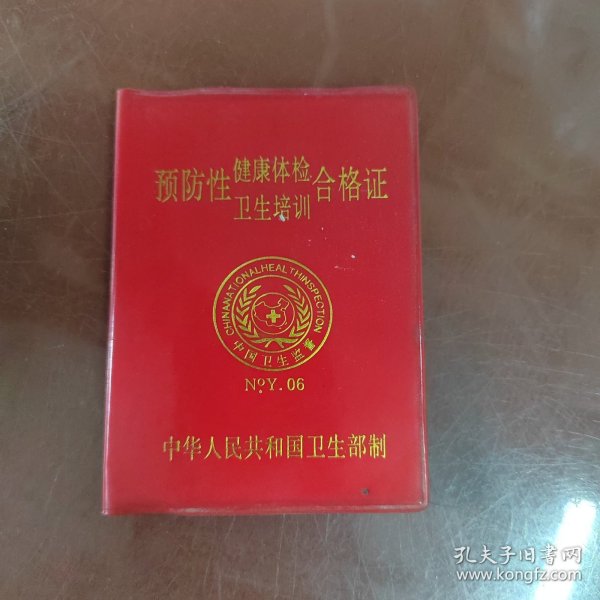 预防性健康体检合格证
卫生培训
CHINANATIONALHEALTHINSPECTION
中国卫生监督
NºY.06
中华人民共和国卫生部制
孔夫子旧书网
www.kongfz.com